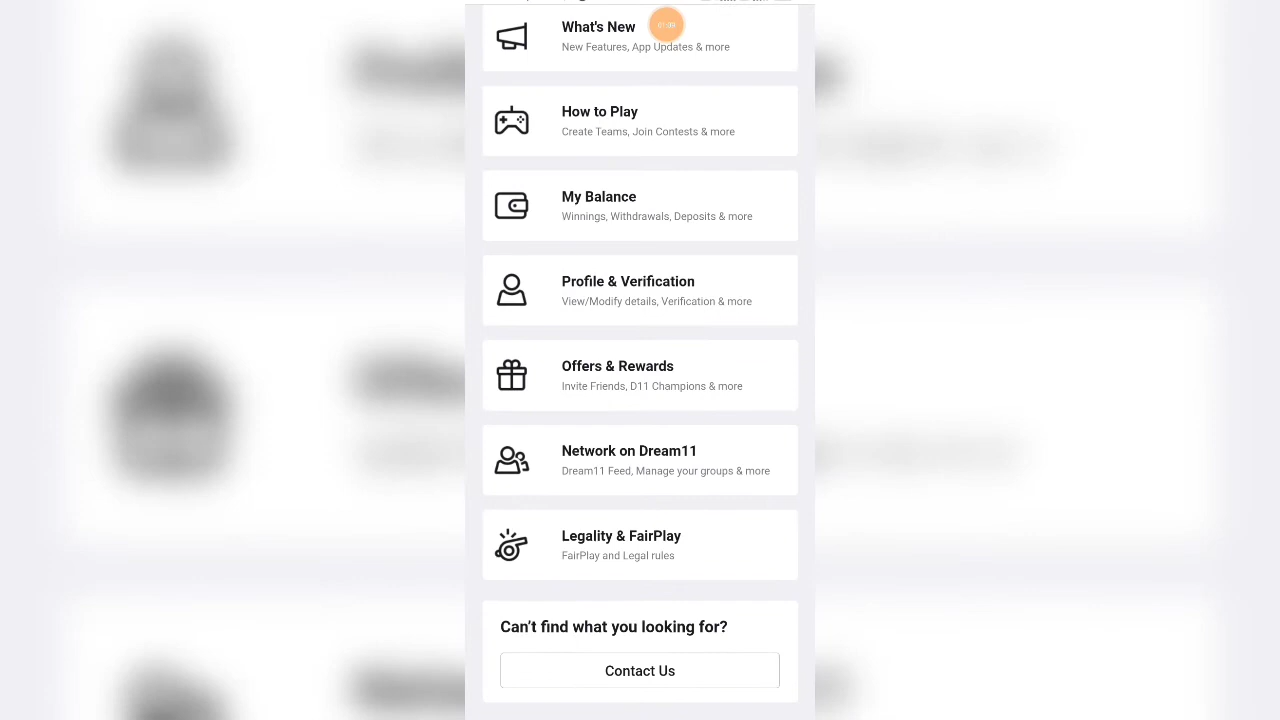 What's New
New Features, App Updates & more
How to Play
Create Teams, Join Contests & more
My Balance
Winnings, Withdrawals, Deposits & more
Profile & Verification
View/Modify details, Verification & more
Offers & Rewards
Invite Friends, D11 Champions & more
Network on Dream11
Dream11 Feed, Manage your groups & more
Legality & FairPlay
FairPlay and Legal rules
Can't find what you looking for?
Contact Us